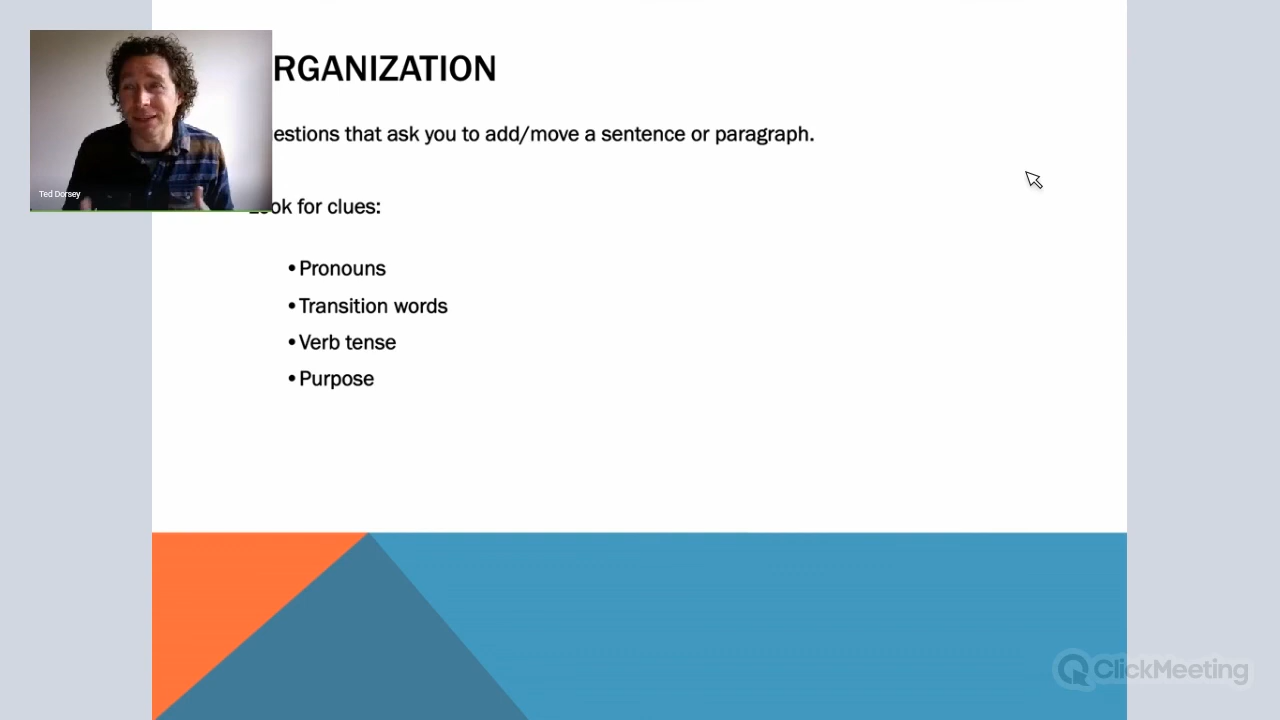 RGANIZATION
estions that ask you to add/move a sentence or paragraph.
Ted Dorsey
ok for clues:
•Pronouns
•Transition words
•Verb tense
•Purpose
ClickMeeting